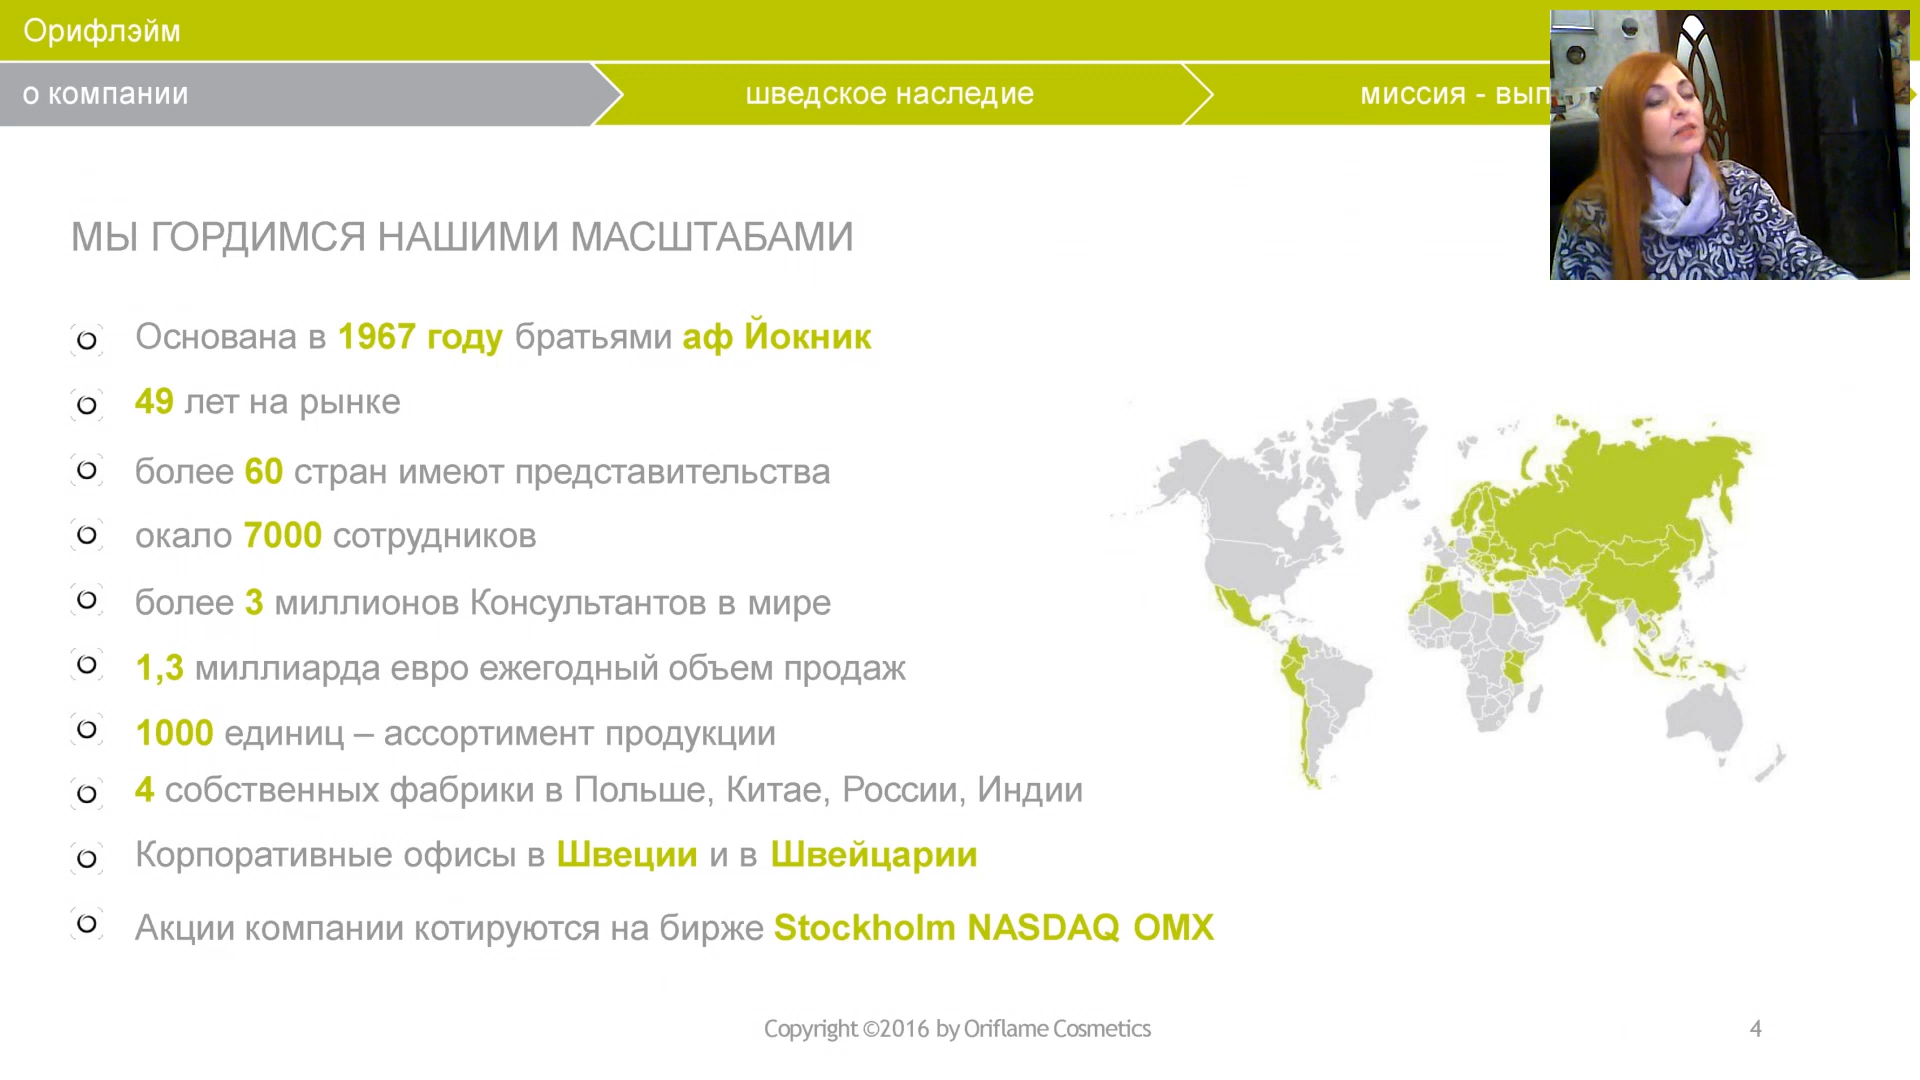 Орифлэйм
о компании
шведское наследие
миссия - вып
МЫ ГОРДИМСЯ НАШИМИ МАСШТАБАМИ
Основана в 1967 году братьями аф Йокник
49 лет на рынке
более 60 стран имеют представительства
окало 7000 сотрудников
более 3 миллионов Консультантов в мире
1,3 миллиарда евро ежегодный объем продаж
1000 единиц – ассортимент продукции
4 собственных фабрики в Польше, Китае, России, Индии
Корпоративные офисы в Швеции и в Швейцарии
Акции компании котируются на бирже Stockholm NASDAQ OMX
Copyright ©2016 by Oriflame Cosmetics
4